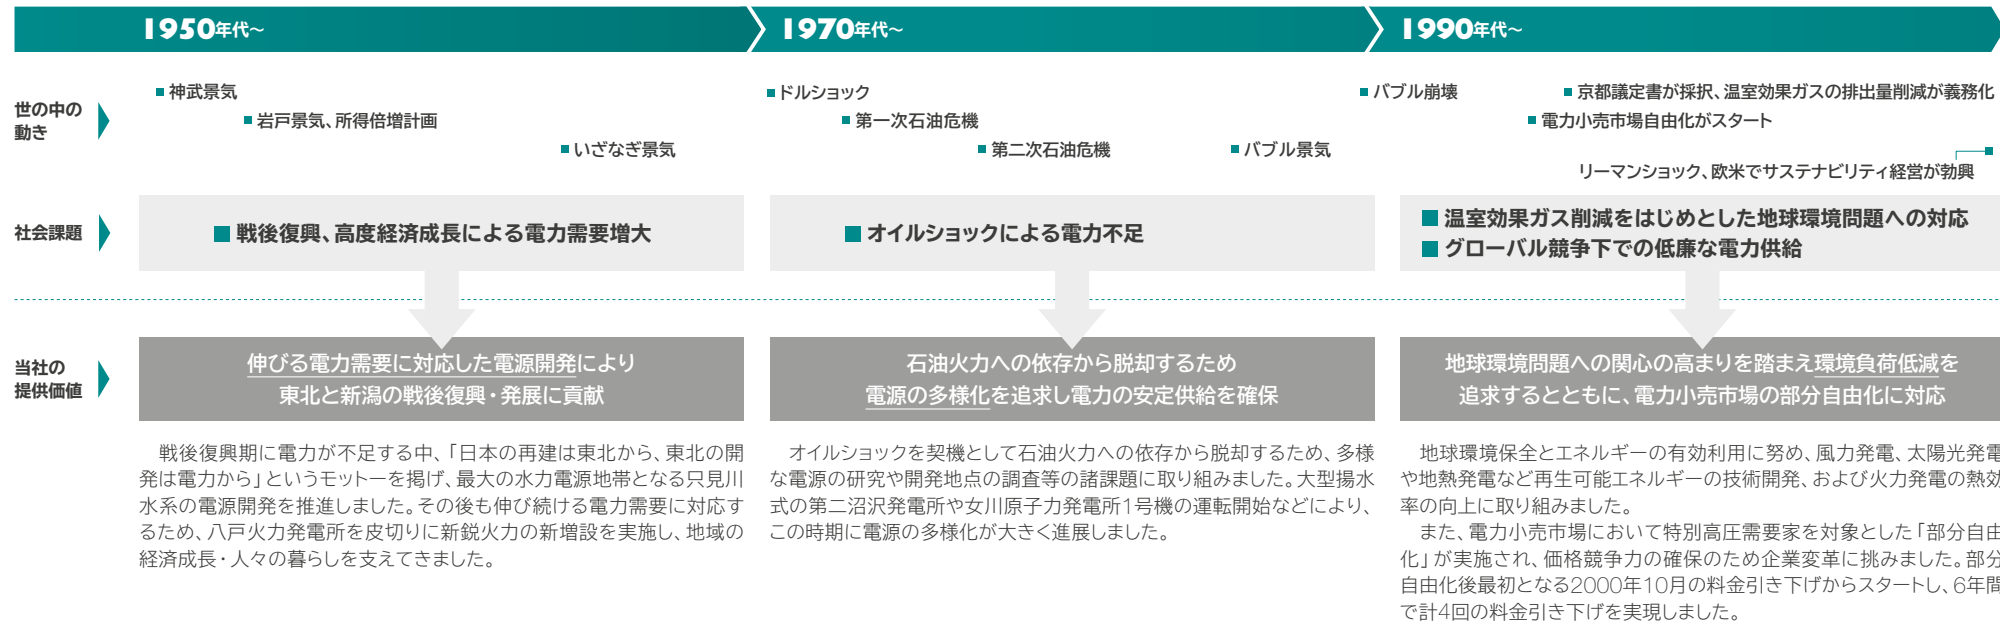 1950年代～
1970年代～
1990年代～
世の中の
動き
■神武景気
■岩戸景気、所得倍増計画
■いざなぎ景気
■ドルショック
■第一次石油危機
■第二次石油危機
■バブル景気
■バブル崩壊
■京都議定書が採択、温室効果ガスの排出量削減が義務化
■電力小売市場自由化がスタート
リーマンショック、欧米でサステナビリティ経営が勃興
社会課題
■戦後復興、高度経済成長による電力需要増大
■オイルショックによる電力不足
■温室効果ガス削減をはじめとした地球環境問題への対応
■グローバル競争下での低廉な電力供給
当社の
提供価値
伸びる電力需要に対応した電源開発により
東北と新潟の戦後復興・発展に貢献
石油火力への依存から脱却するため
電源の多様化を追求し電力の安定供給を確保
地球環境問題への関心の高まりを踏まえ環境負荷低減を
追求するとともに、電力小売市場の部分自由化に対応
戦後復興期に電力が不足する中、「日本の再建は東北から、東北の開
発は電力から」というモットーを掲げ、最大の水力電源地帯となる只見川
水系の電源開発を推進しました。その後も伸び続ける電力需要に対応す
るため、八戸火力発電所を皮切りに新鋭火力の新増設を実施し、地域の
経済成長・人々の暮らしを支えてきました。
オイルショックを契機として石油火力への依存から脱却するため、多様
な電源の研究や開発地点の調査等の諸課題に取り組みました。大型揚水
式の第二沼沢発電所や女川原子力発電所1号機の運転開始などにより、
この時期に電源の多様化が大きく進展しました。
地球環境保全とエネルギーの有効利用に努め、風力発電、太陽光発電
や地熱発電など再生可能エネルギーの技術開発、および火力発電の熱効
率の向上に取り組みました。
また、電力小売市場において特別高圧需要家を対象とした「部分自由
化」が実施され、価格競争力の確保のため企業変革に挑みました。部分
自由化後最初となる2000年10月の料金引き下げからスタートし、6年間
で計4回の料金引き下げを実現しました。